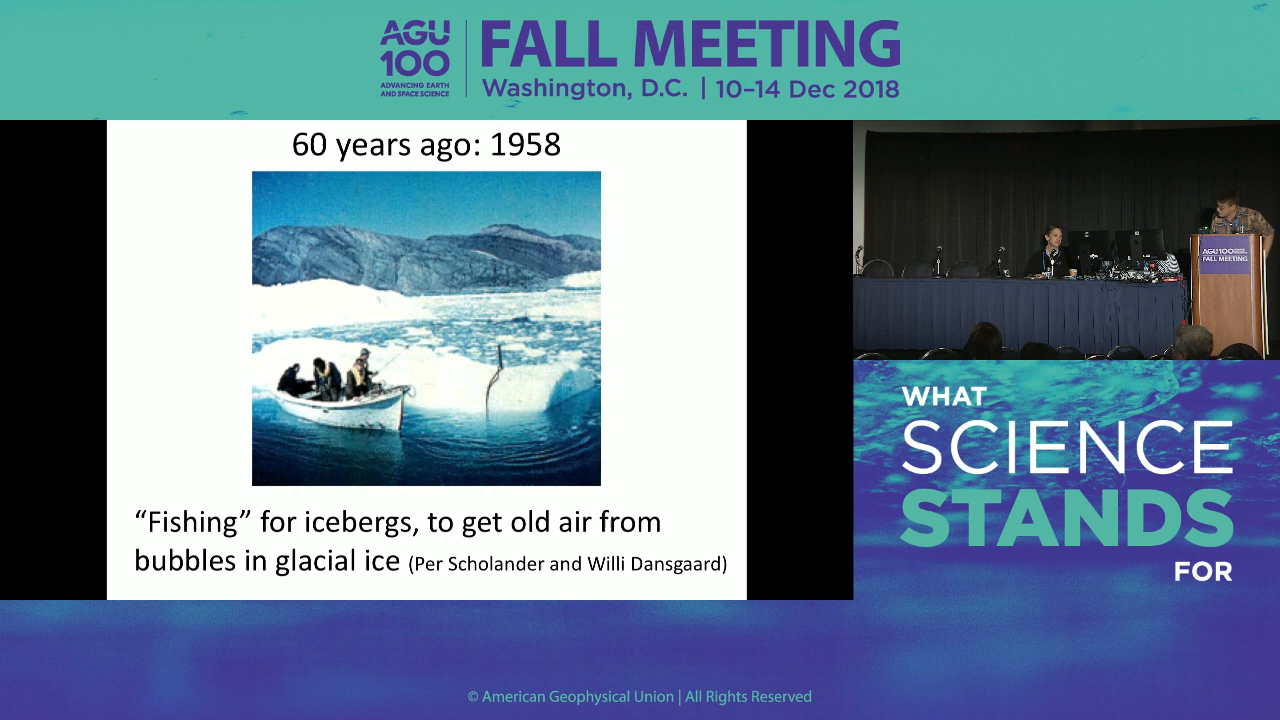 AGU
100
ADVANCING EARTH
AND SPACE SCIENCE
FALL MEETING
Washington, D.C. | 10–14 Dec 2018
60 years ago: 1958
“Fishing” for icebergs, to get old air from
bubbles in glacial ice (Per Scholander and Willi Dansgaard)
AGU100
FALL MEETING
WHAT
SCIENCE
STANDS
FOR
© American Geophysical Union | All Rights Reserved